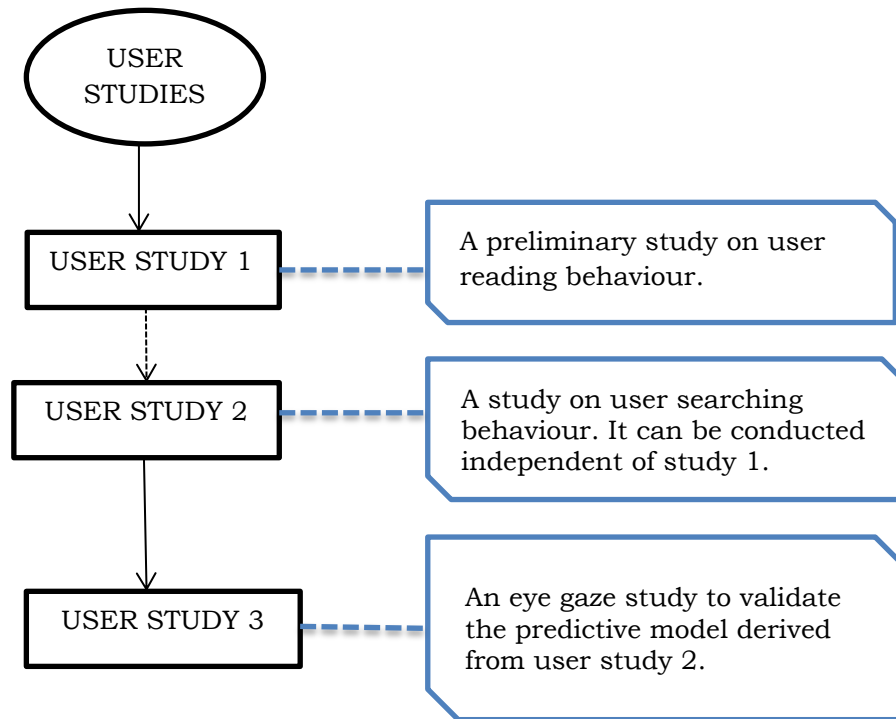 USER
STUDIES
USER STUDY 1
A preliminary study on user
reading behaviour.
USER STUDY 2
A study on user searching
behaviour. It can be conducted
independent of study 1.
USER STUDY 3
An eye gaze study to validate
the predictive model derived
from user study 2.